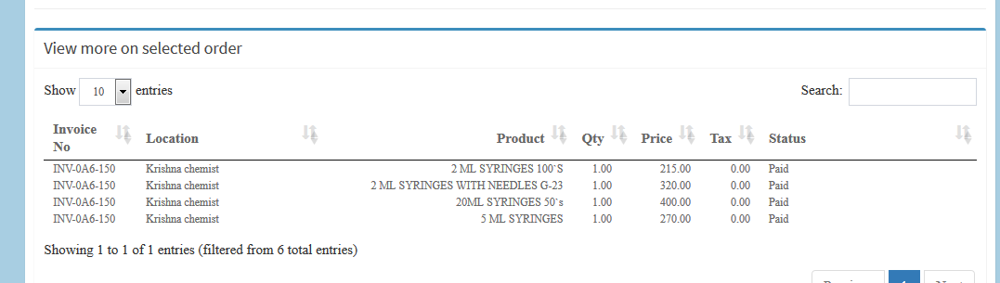 View more on selected order
Show 10 entries Search:
Invoice No Location Product Qty Price Tax Status
INV-0A6-150 Krishna chemist 2 ML SYRINGES 100`S 1.00 215.00 0.00 Paid
INV-0A6-150 Krishna chemist 2 ML SYRINGES WITH NEEDLES G-23 1.00 320.00 0.00 Paid
INV-0A6-150 Krishna chemist 20ML SYRINGES 50`s 1.00 400.00 0.00 Paid
INV-0A6-150 Krishna chemist 5 ML SYRINGES 1.00 270.00 0.00 Paid
Showing 1 to 1 of 1 entries (filtered from 6 total entries)